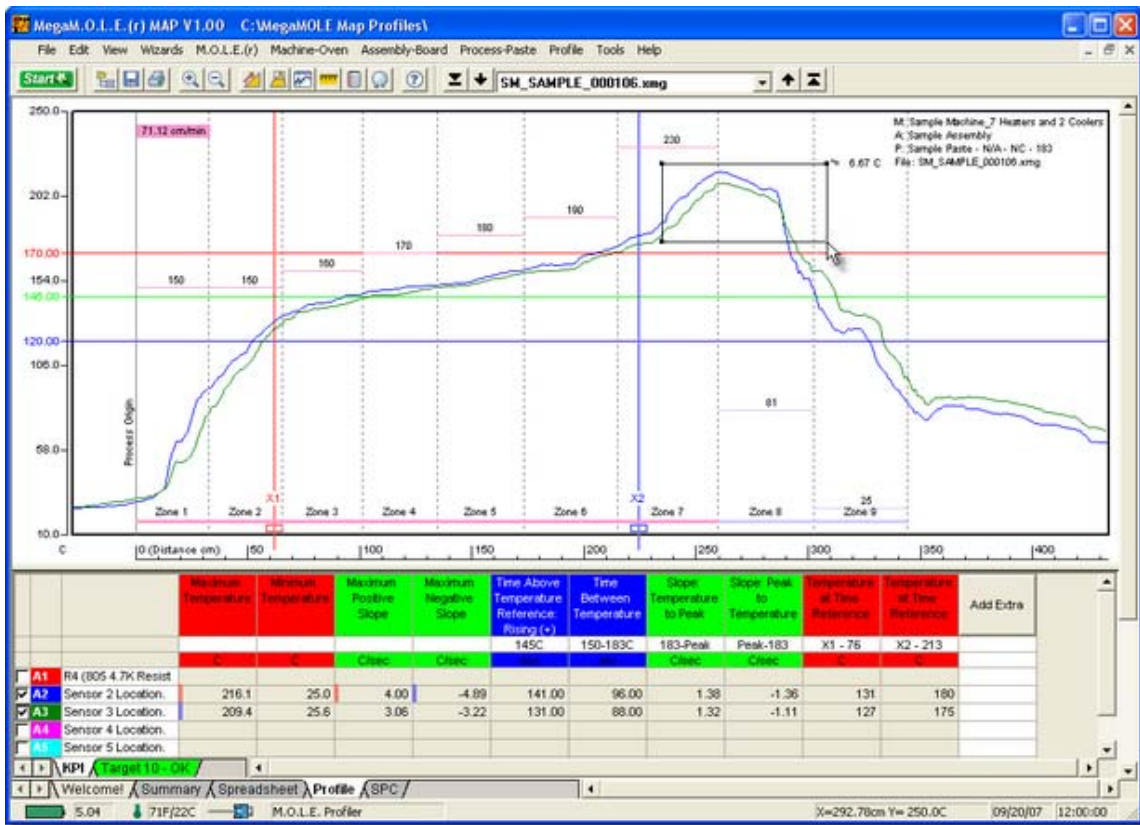 MegaM.O.L.E.(r) MAP V1.00 C:\MegaMOLE Map Profiles\
File Edit View Wizards M.O.L.E.(r) Machine-Oven Assembly-Board Process-Paste Profile Tools Help
Start SM_SAMPLE_000106.xmg
250.0
71.12 cm/min
M: Sample Machine_7 Heaters and 2 Coolers
A: Sample Assembly
P: Sample Paste - N/A - NC - 183
File: SM_SAMPLE_000106.xmg
230
6.67 C
202.0
190
180
170
170.00
160
154.0
150 150
145.00
120.00
106.0
81
Process Origin
58.0
X1 X2
25
Zone 1 Zone 2 Zone 3 Zone 4 Zone 5 Zone 6 Zone 7 Zone 8 Zone 9
10.0
C 0 (Distance cm) 50 100 150 200 250 300 350 400
Maximum Temperature Minimum Temperature Maximum Positive Slope Maximum Negative Slope Time Above Temperature Reference: Rising (+) Time Between Temperature Slope: Temperature to Peak Slope: Peak to Temperature Temperature at Time Reference Temperature at Time Reference Add Extra
145C 150-183C 183-Peak Peak-183 X1 - 76 X2 - 213
C C C/sec C/sec sec sec C/sec C/sec C C
A1 R4 (805 4.7K Resist
A2 Sensor 2 Location. 216.1 25.0 4.00 -4.89 141.00 96.00 1.38 -1.36 131 180
A3 Sensor 3 Location. 209.4 25.6 3.06 -3.22 131.00 88.00 1.32 -1.11 127 175
A4 Sensor 4 Location.
A5 Sensor 5 Location.
KPI Target 10 - OK
Welcome! Summary Spreadsheet Profile SPC
5.04 71F/22C M.O.L.E. Profiler X=292.78cm Y= 250.0C 09/20/07 12:00:00